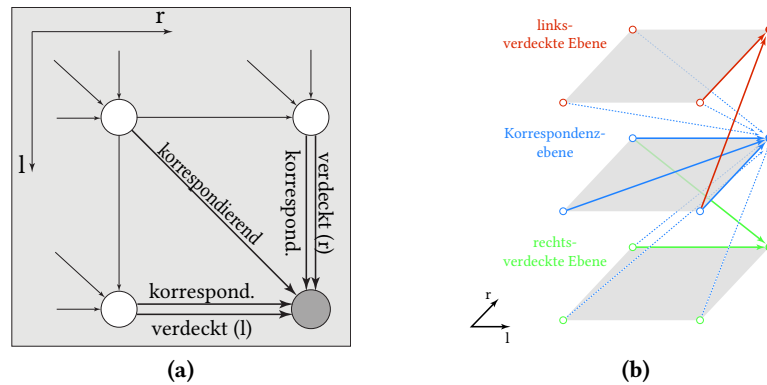 r
l
korrespondierend
korrespond.
verdeckt (r)
korrespond.
verdeckt (l)
(a)
links-
verdeckte Ebene
Korrespondenz-
ebene
rechts-
verdeckte Ebene
r
l
(b)